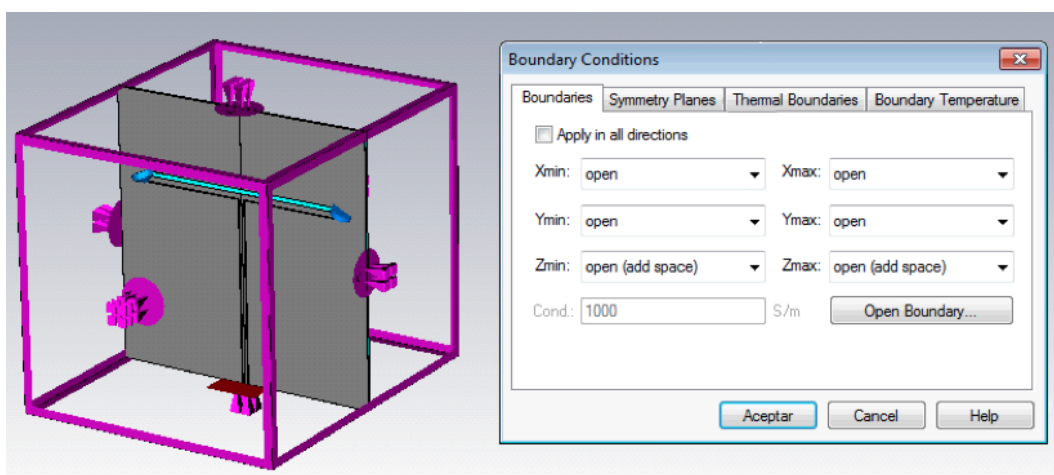 Boundary Conditions
Boundaries Symmetry Planes Thermal Boundaries Boundary Temperature
Apply in all directions
Xmin: open Xmax: open
Ymin: open Ymax: open
Zmin: open (add space) Zmax: open (add space)
Cond.: 1000 S/m Open Boundary...
Aceptar Cancel Help